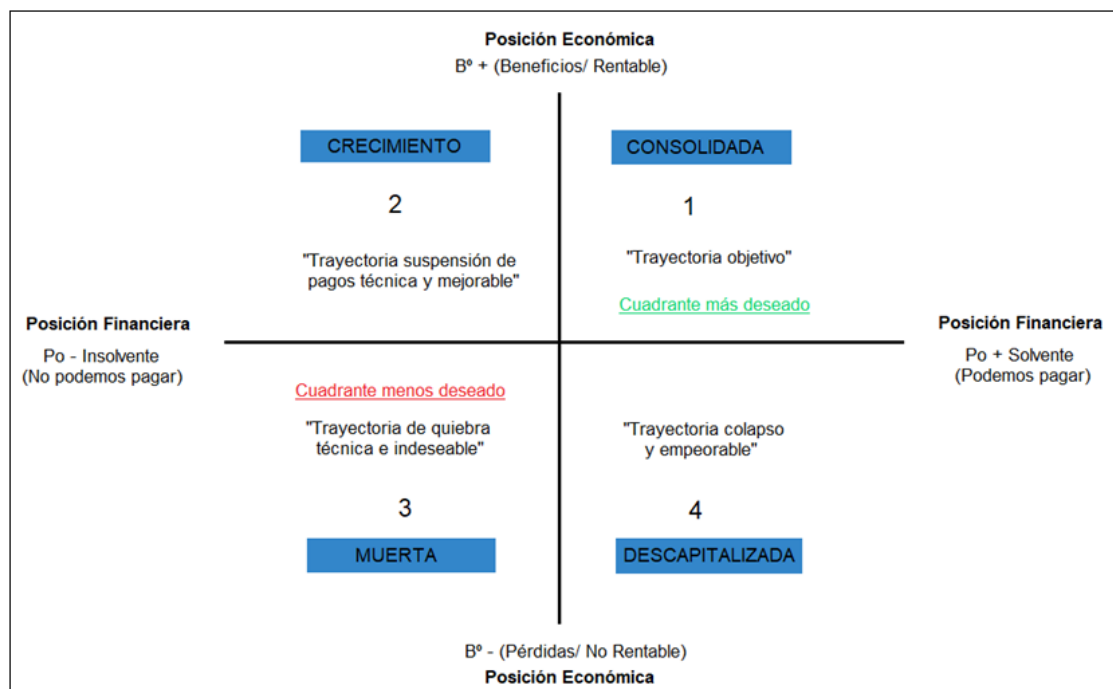 Posición Económica
Bº + (Beneficios/ Rentable)
CRECIMIENTO
CONSOLIDADA
2
1
"Trayectoria suspensión de
pagos técnica y mejorable"
"Trayectoria objetivo"
Cuadrante más deseado
Posición Financiera
Po - Insolvente
(No podemos pagar)
Posición Financiera
Po + Solvente
(Podemos pagar)
Cuadrante menos deseado
"Trayectoria de quiebra
técnica e indeseable"
"Trayectoria colapso
y empeorable"
3
4
MUERTA
DESCAPITALIZADA
Bº - (Pérdidas/ No Rentable)
Posición Económica